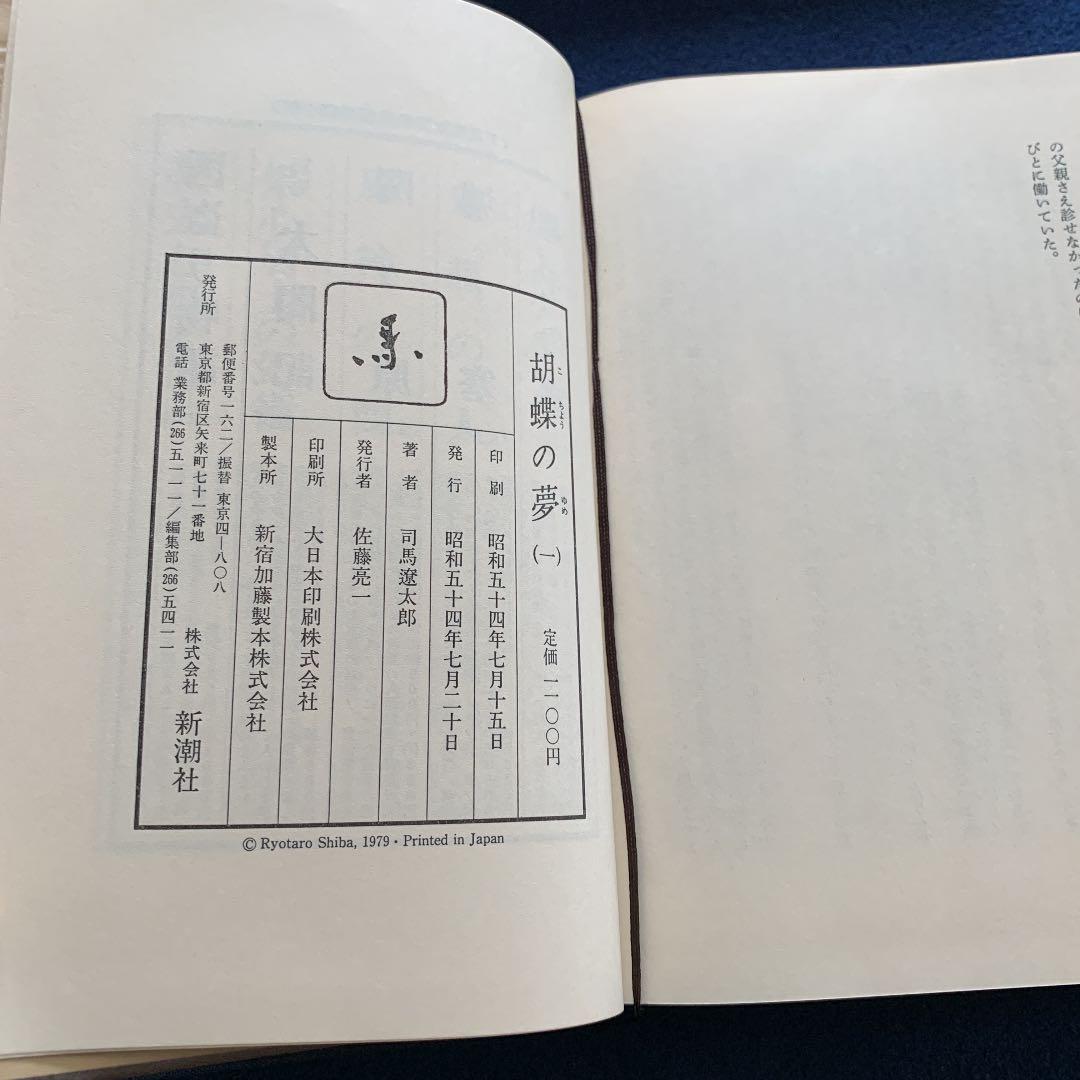 の父親さえ診せなかった
びとに働いていた。
胡蝶の夢(一)
こ
ちょう
ゆめ
定価 一一〇〇円
印刷 昭和五十四年七月十五日
発行 昭和五十四年七月二十日
著者 司馬遼太郎
発行者 佐藤亮一
印刷所 大日本印刷株式会社
製本所 新宿加藤製本株式会社
発行所
郵便番号一六二/振替 東京四―八〇八
東京都新宿区矢来町七十一番地
電話 業務部(266)五一一一/編集部(266)五四一一
株式会社 新潮社
© Ryotaro Shiba, 1979・Printed in Japan